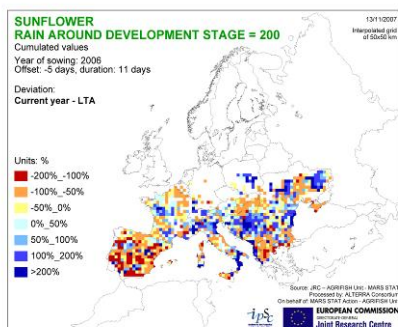 SUNFLOWER
RAIN AROUND DEVELOPMENT STAGE = 200
Cumulated values
Year of sowing: 2006
Offset: -5 days, duration: 11 days
Deviation:
Current year - LTA
13/11/2007
Interpolated grid
of 50x50 km
Units: %
-200%_-100%
-100%_-50%
-50%_0%
0%_50%
50%_100%
100%_200%
>200%
Source: JRC - AGRIFISH Unit - MARS STAT
Processed by: ALTERRA Consortium
On behalf of: MARS STAT Action - AGRIFISH Unit
ipsc
EUROPEAN COMMISSION
Joint Research Centre